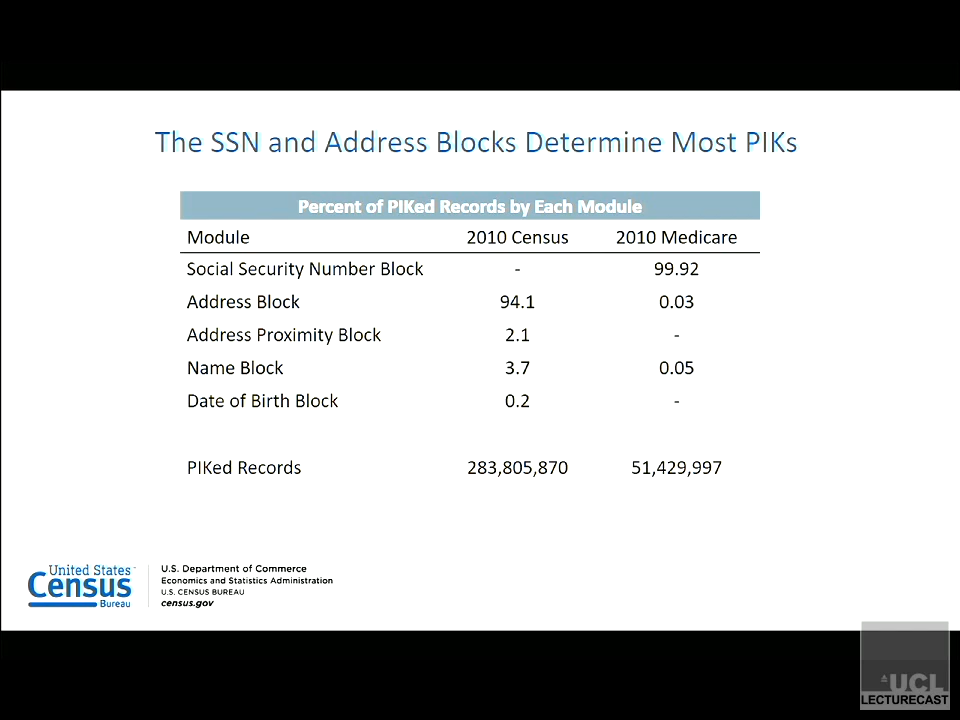 The SSN and Address Blocks Determine Most PIKs
Percent of PIKed Records by Each Module
Module 2010 Census 2010 Medicare
Social Security Number Block - 99.92
Address Block 94.1 0.03
Address Proximity Block 2.1 -
Name Block 3.7 0.05
Date of Birth Block 0.2 -
PIKed Records 283,805,870 51,429,997
United States
Census
Bureau
U.S. Department of Commerce
Economics and Statistics Administration
U.S. CENSUS BUREAU
census.gov
UCL
LECTURECAST